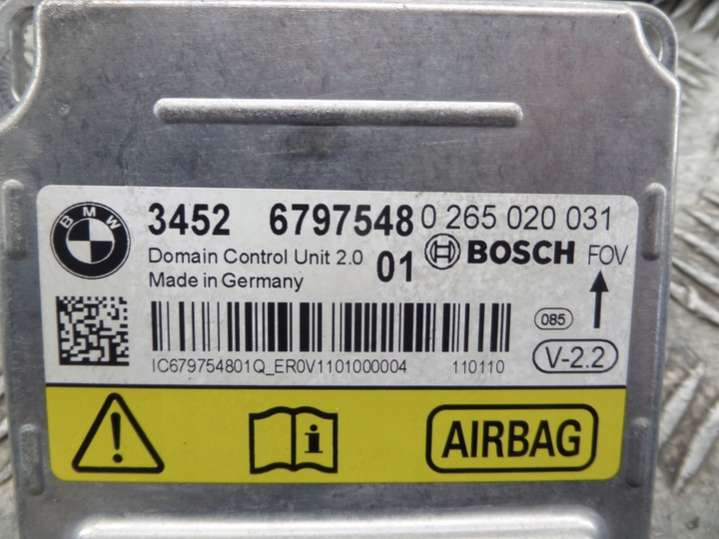 BMW
3452 6797548 0 265 020 031
Domain Control Unit 2.0 01 BOSCH FOV
Made in Germany
085
IC679754801Q_ER0V1101000004 110110 V-2.2
! i AIRBAG